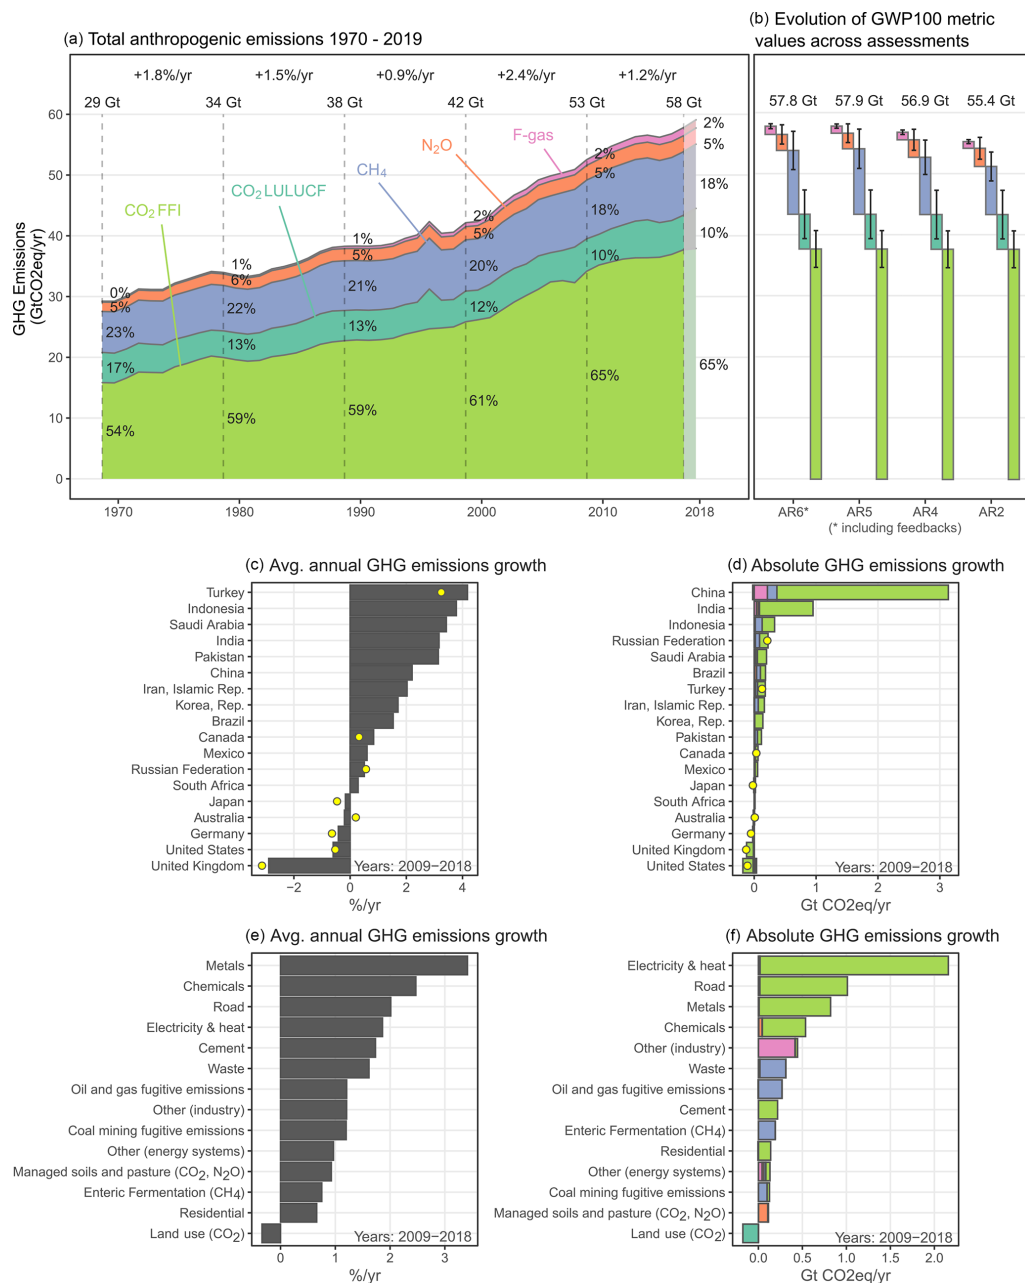 (a) Total anthropogenic emissions 1970 - 2019
(b) Evolution of GWP100 metric
values across assessments
+1.8%/yr +1.5%/yr +0.9%/yr +2.4%/yr +1.2%/yr
29 Gt 34 Gt 38 Gt 42 Gt 53 Gt 58 Gt
57.8 Gt 57.9 Gt 56.9 Gt 55.4 Gt
GHG Emissions
(GtCO2eq/yr)
60
50
40
30
20
10
0
CO₂ FFI
CO₂ LULUCF
CH₄
N₂O
F-gas
0%
5%
23%
17%
54%
1%
6%
22%
13%
59%
1%
5%
21%
13%
59%
2%
5%
20%
12%
61%
2%
5%
18%
10%
65%
2%
5%
18%
10%
65%
1970 1980 1990 2000 2010 2018
AR6* AR5 AR4 AR2
(* including feedbacks)
(c) Avg. annual GHG emissions growth
Turkey
Indonesia
Saudi Arabia
India
Pakistan
China
Iran, Islamic Rep.
Korea, Rep.
Brazil
Canada
Mexico
Russian Federation
South Africa
Japan
Australia
Germany
United States
United Kingdom
Years: 2009−2018
−2 0 2 4
%/yr
(d) Absolute GHG emissions growth
China
India
Indonesia
Russian Federation
Saudi Arabia
Brazil
Turkey
Iran, Islamic Rep.
Korea, Rep.
Pakistan
Canada
Mexico
Japan
South Africa
Australia
Germany
United Kingdom
United States
Years: 2009−2018
0 1 2 3
Gt CO2eq/yr
(e) Avg. annual GHG emissions growth
Metals
Chemicals
Road
Electricity & heat
Cement
Waste
Oil and gas fugitive emissions
Other (industry)
Coal mining fugitive emissions
Other (energy systems)
Managed soils and pasture (CO₂, N₂O)
Enteric Fermentation (CH₄)
Residential
Land use (CO₂)
Years: 2009−2018
0 1 2 3
%/yr
(f) Absolute GHG emissions growth
Electricity & heat
Road
Metals
Chemicals
Other (industry)
Waste
Oil and gas fugitive emissions
Cement
Enteric Fermentation (CH₄)
Residential
Other (energy systems)
Coal mining fugitive emissions
Managed soils and pasture (CO₂, N₂O)
Land use (CO₂)
Years: 2009−2018
0.0 0.5 1.0 1.5 2.0
Gt CO2eq/yr